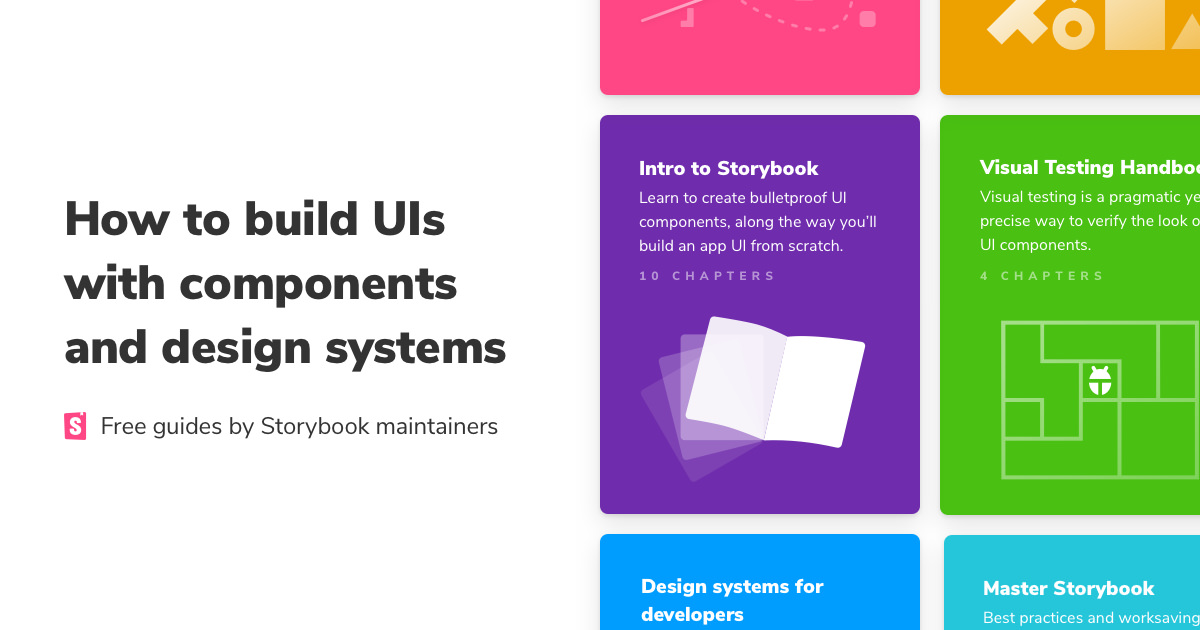 How to build UIs
with components
and design systems
Free guides by Storybook maintainers
Intro to Storybook
Learn to create bulletproof UI
components, along the way you'll
build an app UI from scratch.
10 CHAPTERS
Visual Testing
Visual testing is a pragmatic
precise way to verify the look
UI components.
4 CHAPTERS
Design systems for
developers
Master Storybook
Best practices and worksaving